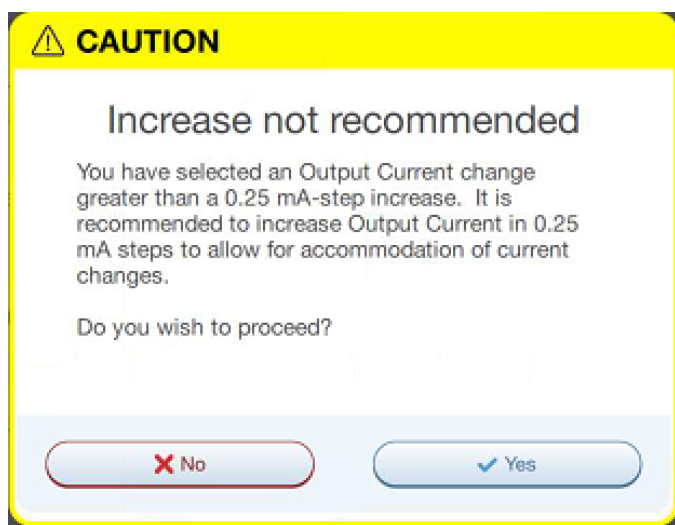 CAUTION
Increase not recommended
You have selected an Output Current change
greater than a 0.25 mA-step increase.  It is
recommended to increase Output Current in 0.25
mA steps to allow for accommodation of current
changes.
Do you wish to proceed?
No
Yes